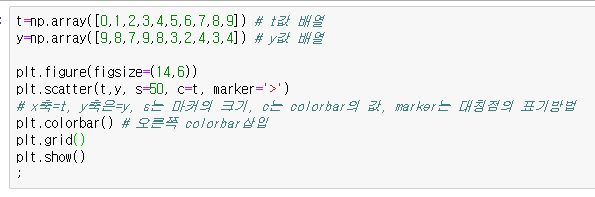 t=np.array([0,1,2,3,4,5,6,7,8,9]) # t값 배열
y=np.array([9,8,7,9,8,3,2,4,3,4]) # y값 배열
plt.figure(figsize=(14,6))
plt.scatter(t,y, s=50, c=t, marker='>')
# x축=t, y축은=y, s는 마커의 크기, c는 colorbar의 값, marker는 대칭점의 표기방법
plt.colorbar() # 오른쪽 colorbar삽입
plt.grid()
plt.show()
;